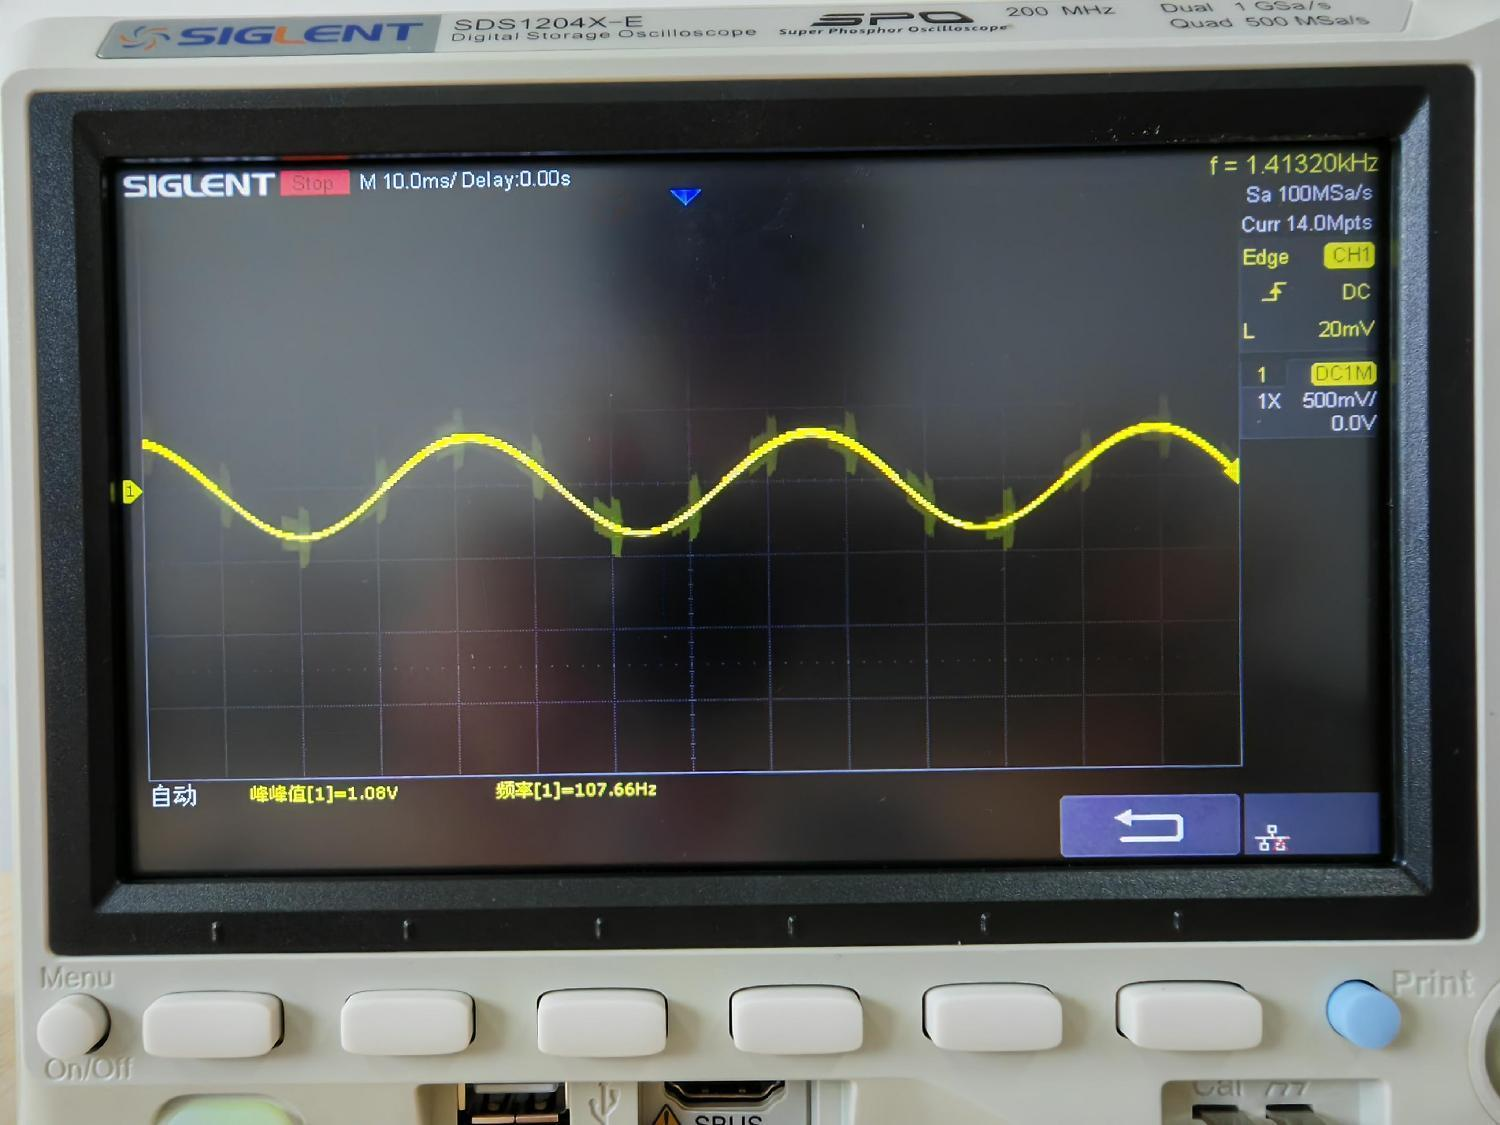 SIGLENT SDS1204X-E
Digital Storage Oscilloscope
SPO
Super Phosphor Oscilloscope
200 MHz
Dual 1 GSa/s
Quad 500 MSa/s
SIGLENT Stop M 10.0ms/ Delay:0.00s
f = 1.41320kHz
Sa 100MSa/s
Curr 14.0Mpts
Edge CH1
DC
L 20mV
1 DC1M
1X 500mV/
0.0V
1
自动 峰峰值[1]=1.08V 频率[1]=107.66Hz
Menu
On/Off
Print
SBUS
Cal